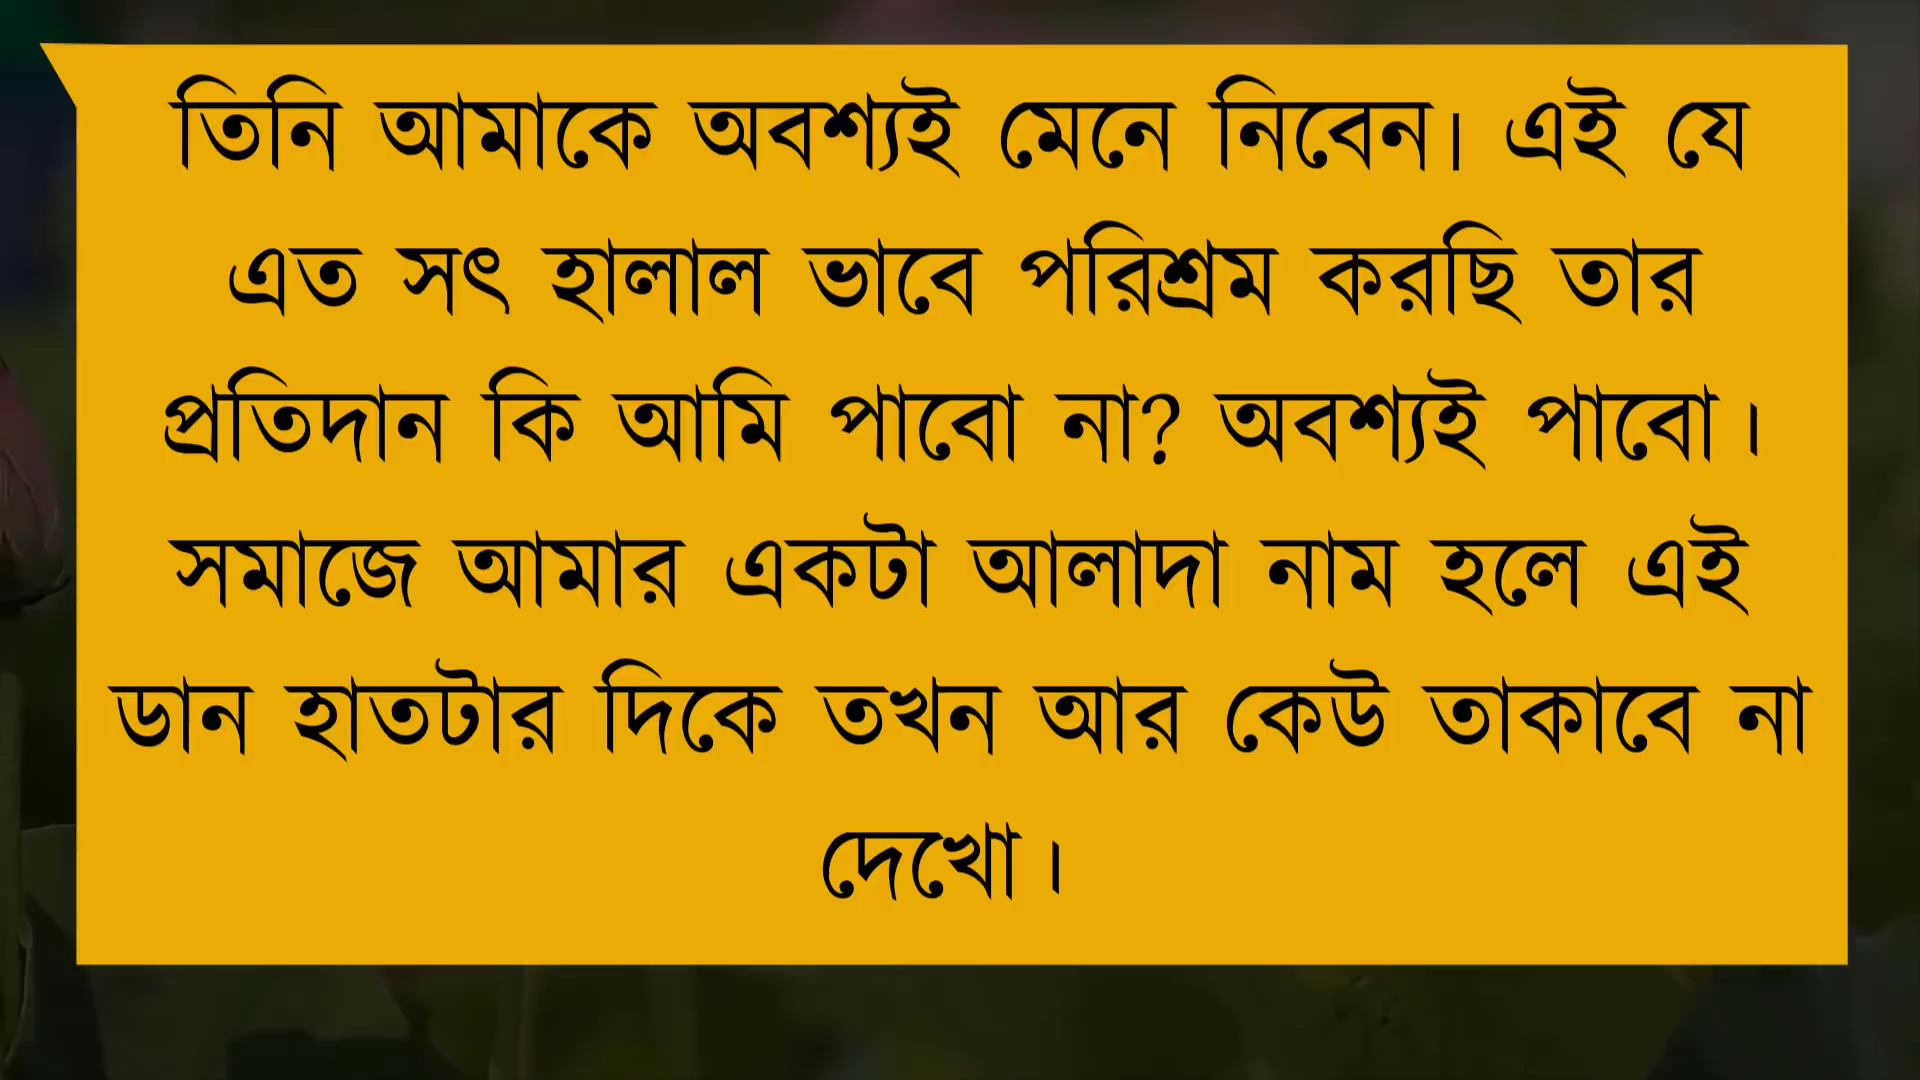 তিনি আমাকে অবশ্যই মেনে নিবেন। এই যে
এত সৎ হালাল ভাবে পরিশ্রম করছি তার
প্রতিদান কি আমি পাবো না? অবশ্যই পাবো।
সমাজে আমার একটা আলাদা নাম হলে এই
ডান হাতটার দিকে তখন আর কেউ তাকাবে না
দেখো।